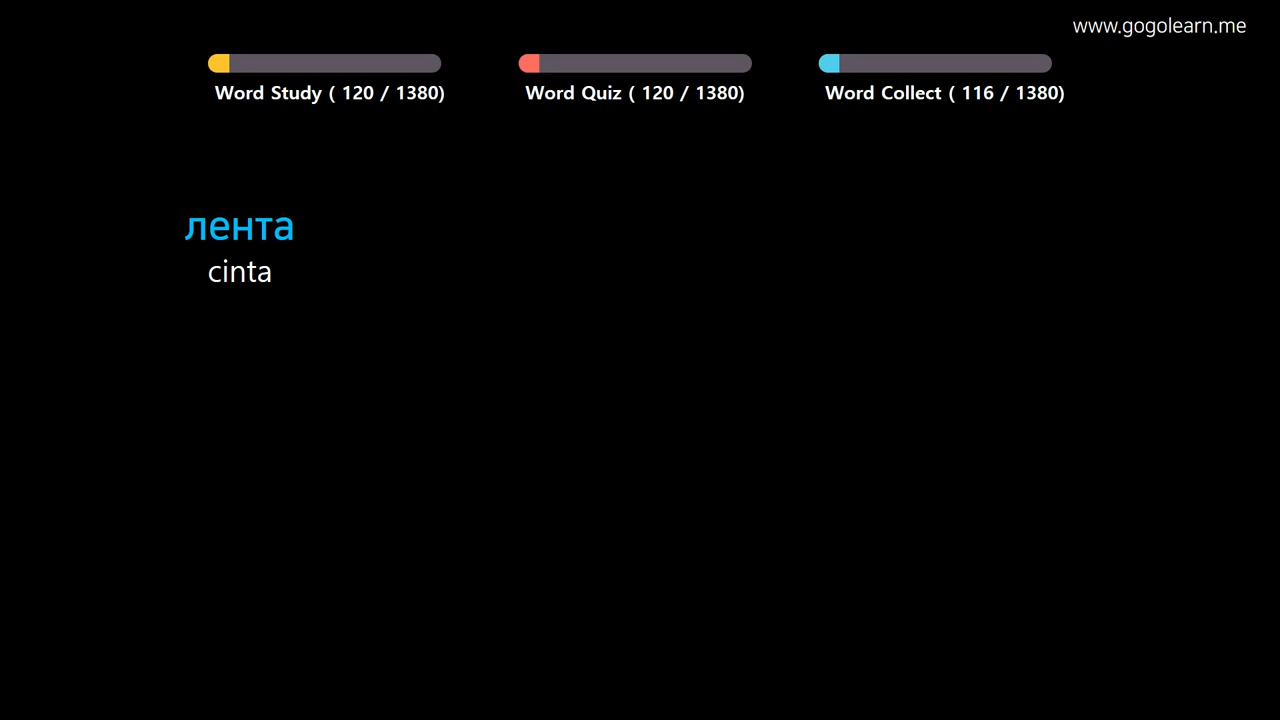 www.gogolearn.me
Word Study ( 120 / 1380)
Word Quiz ( 120 / 1380)
Word Collect ( 116 / 1380)
лента
cinta